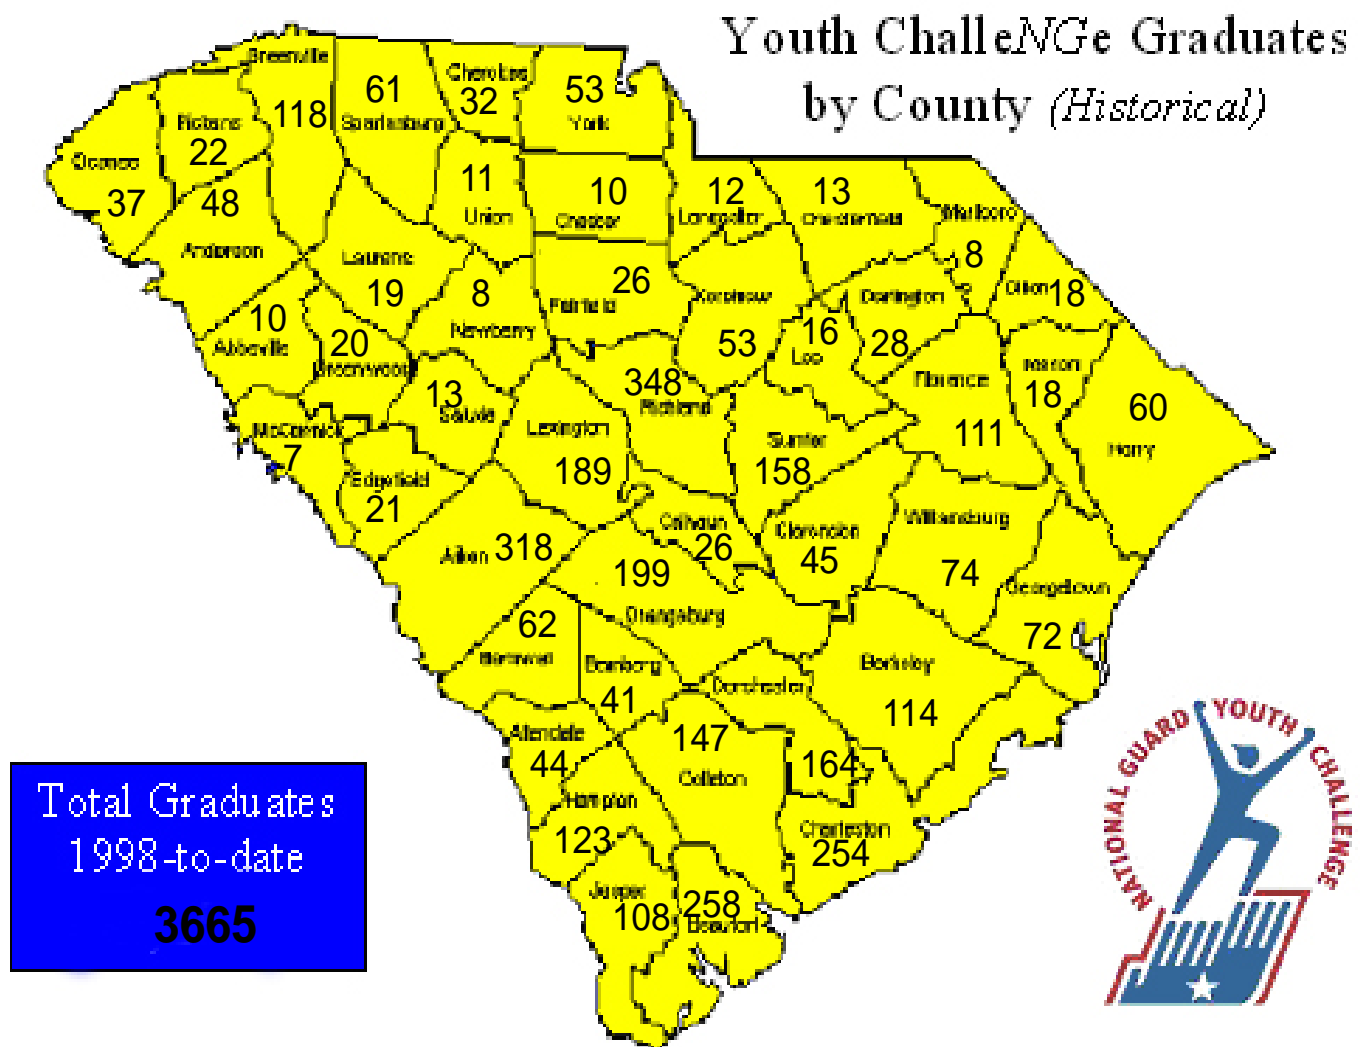 Youth ChalleNGe Graduates
by County (Historical)
Greenville
118
61
Spartanburg
Cherokee
32
53
York
Pickens
22
Oconee
37
48
Anderson
11
Union
10
Chester
12
Lancaster
13
Chesterfield
Marlboro
8
Laurens
19
8
Newberry
26
Fairfield
Kershaw
53
16
Lee
Darlington
28
Dillon 18
10
Abbeville
20
Greenwood
13
Saluda
348
Richland
Florence
111
Marion
18
60
Horry
McCormick
7
Edgefield
21
Lexington
189
Sumter
158
Calhoun
26
Clarendon
45
Williamsburg
74
Georgetown
72
Aiken 318
199
Orangeburg
62
Barnwell
Bamberg
41
Dorchester
164
Berkeley
114
Allendale
44
147
Colleton
Hampton
123
Charleston
254
Jasper
108
258
Beaufort
Total Graduates
1998-to-date
3665
NATIONAL GUARD YOUTH CHALLENGE